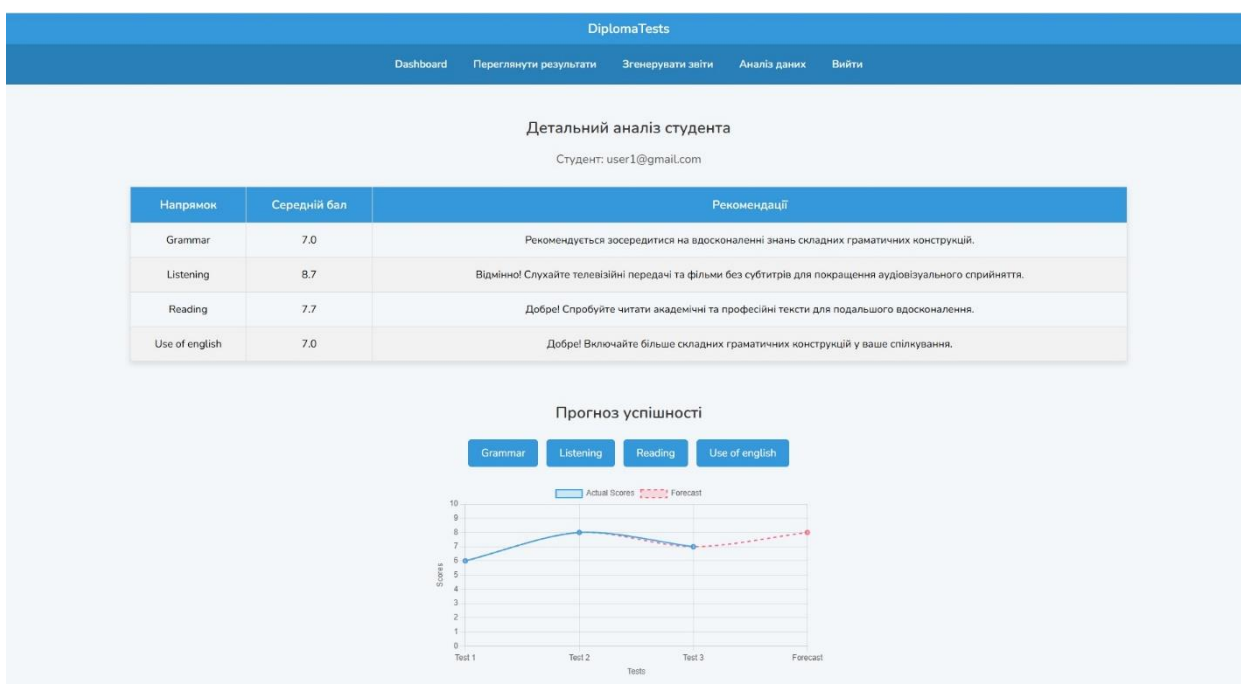 DiplomaTests
Dashboard Переглянути результати Згенерувати звіти Аналіз даних Вийти
Детальний аналіз студента
Студент: user1@gmail.com
Напрямок Середній бал Рекомендації
Grammar 7.0 Рекомендується зосередитися на вдосконаленні знань складних граматичних конструкцій.
Listening 8.7 Відмінно! Слухайте телевізійні передачі та фільми без субтитрів для покращення аудіовізуального сприйняття.
Reading 7.7 Добре! Спробуйте читати академічні та професійні тексти для подальшого вдосконалення.
Use of english 7.0 Добре! Включайте більше складних граматичних конструкцій у ваше спілкування.
Прогноз успішності
Grammar Listening Reading Use of english
Actual Scores Forecast
10
9
8
7
6
5
4
3
2
1
0
Scores
Test 1 Test 2 Test 3 Forecast
Tests